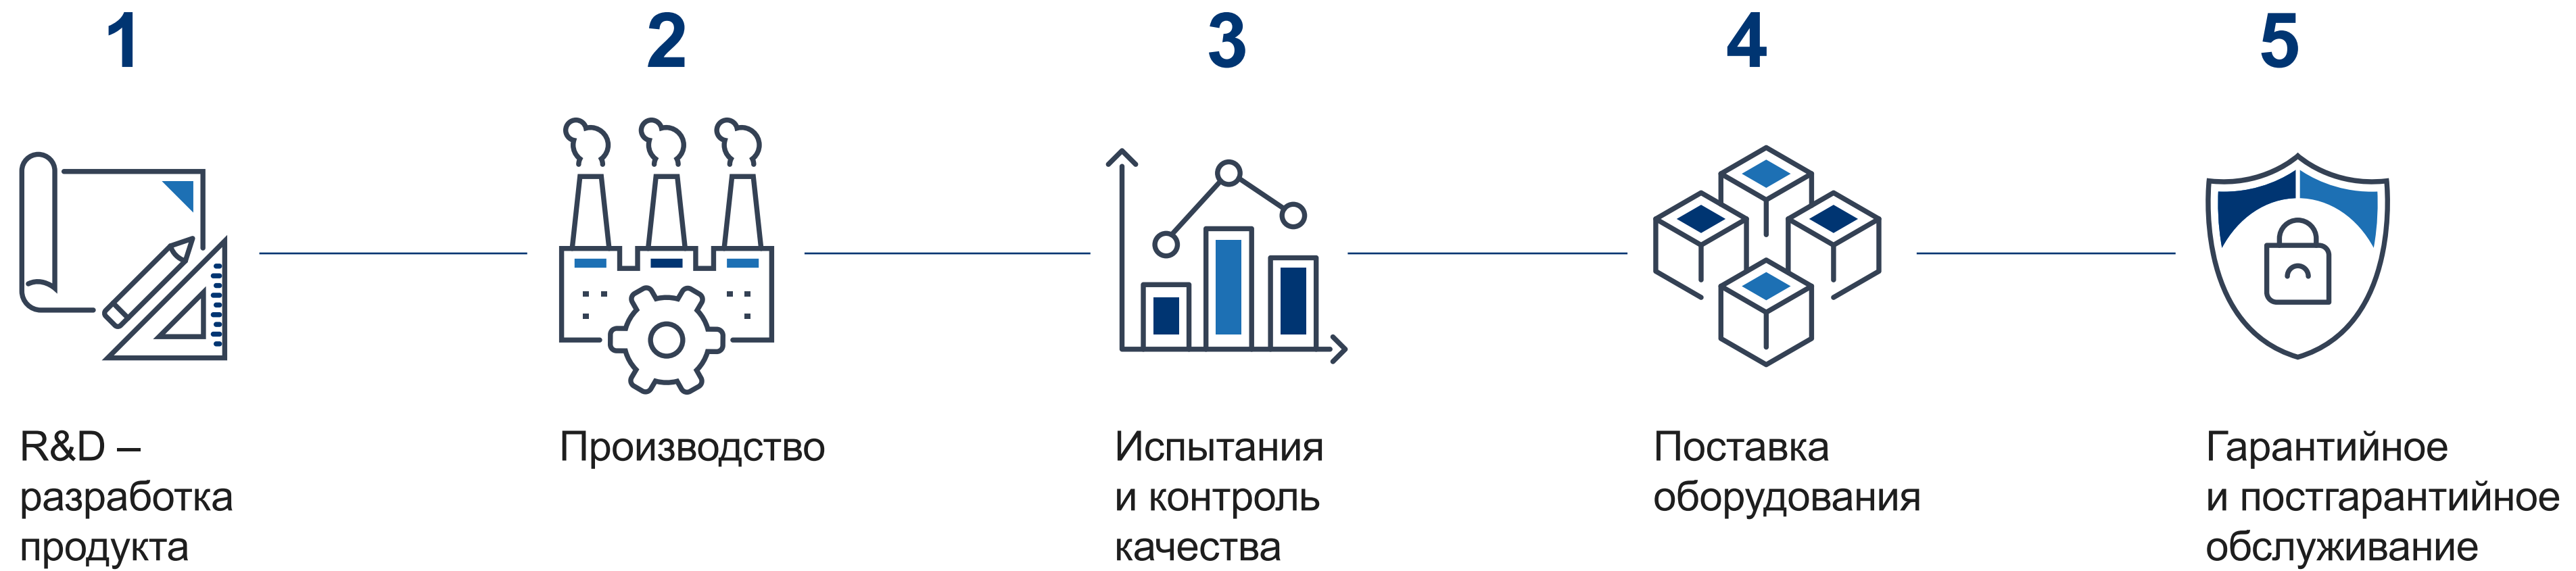 1
2
3
4
5
R&D –
разработка
продукта
Производство
Испытания
и контроль
качества
Поставка
оборудования
Гарантийное
и постгарантийное
обслуживание